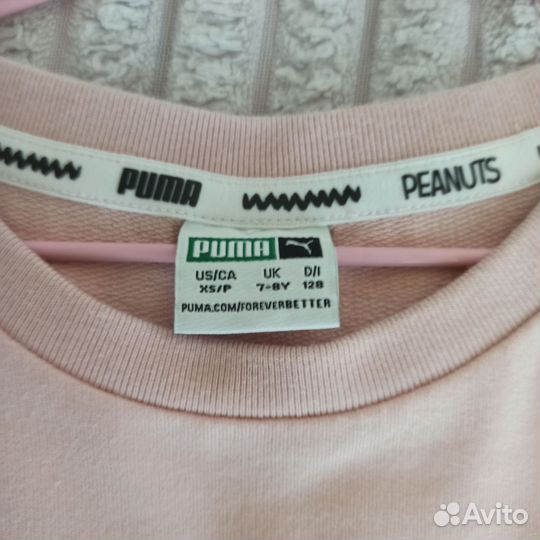 PUMA PEANUTS
PUMA
US/CA UK D/I
XS/P 7-8Y 128
PUMA.COM/FOREVERBETTER
Avito